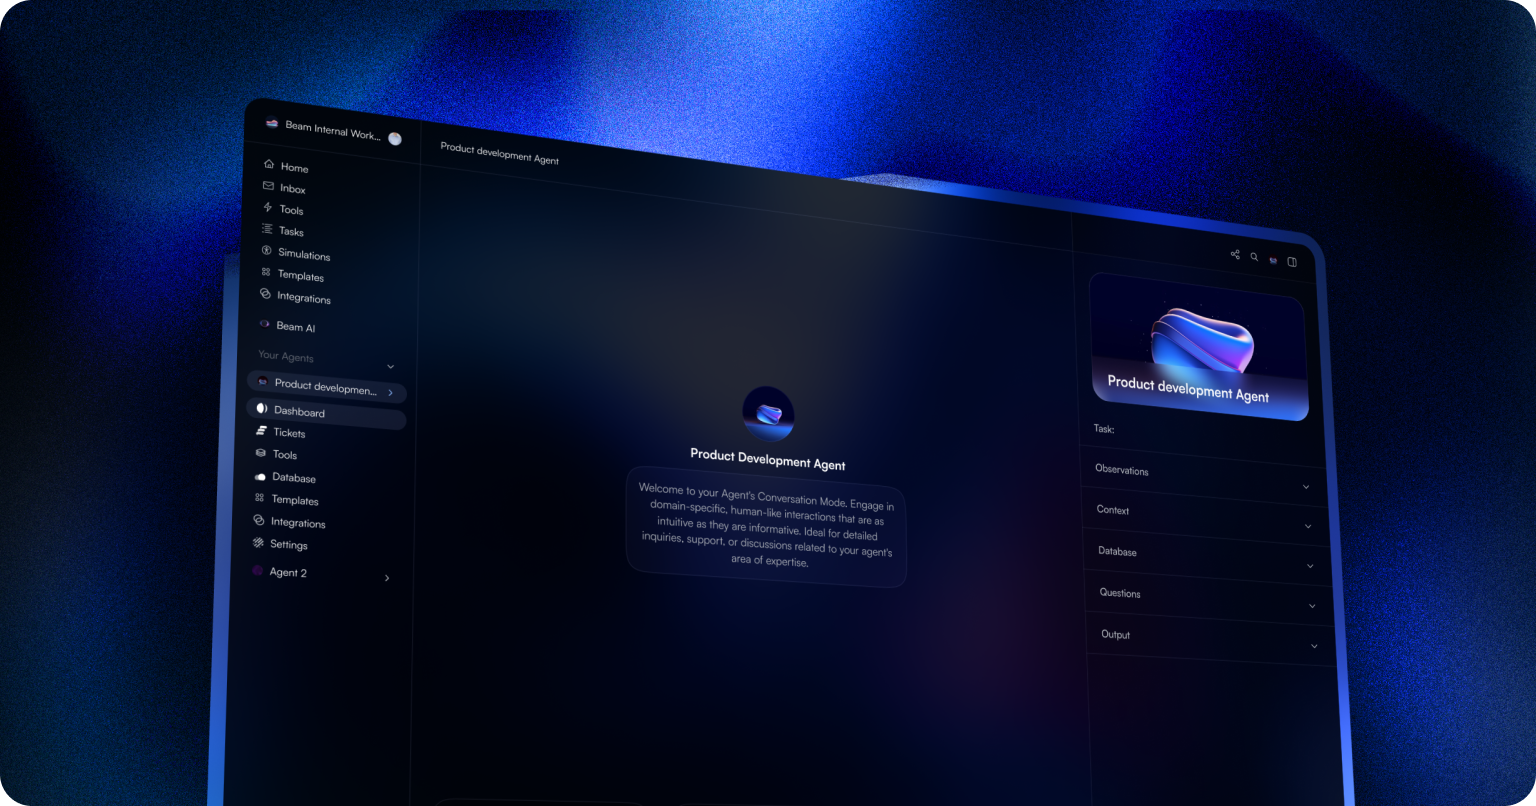 Beam Internal Work...
Home
Inbox
Tools
Tasks
Simulations
Templates
Integrations
Beam AI
Your Agents
Product developmen...
Dashboard
Tickets
Tools
Database
Templates
Integrations
Settings
Agent 2
Product development Agent
Product Development Agent
Welcome to your Agent's Conversation Mode. Engage in
domain-specific, human-like interactions that are as
intuitive as they are informative. Ideal for detailed
inquiries, support, or discussions related to your agent's
area of expertise.
Product development Agent
Task:
Observations
Context
Database
Questions
Output